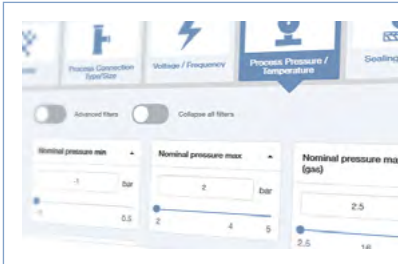 Process Connection
Type/Size
Voltage / Frequency
Process Pressure /
Temperature
Sealing
Advanced filters
Collapse all filters
Nominal pressure min
-1
bar
-1
0.5
Nominal pressure max
2
bar
2
4
5
Nominal pressure ma
(gas)
2.5
2.5
16